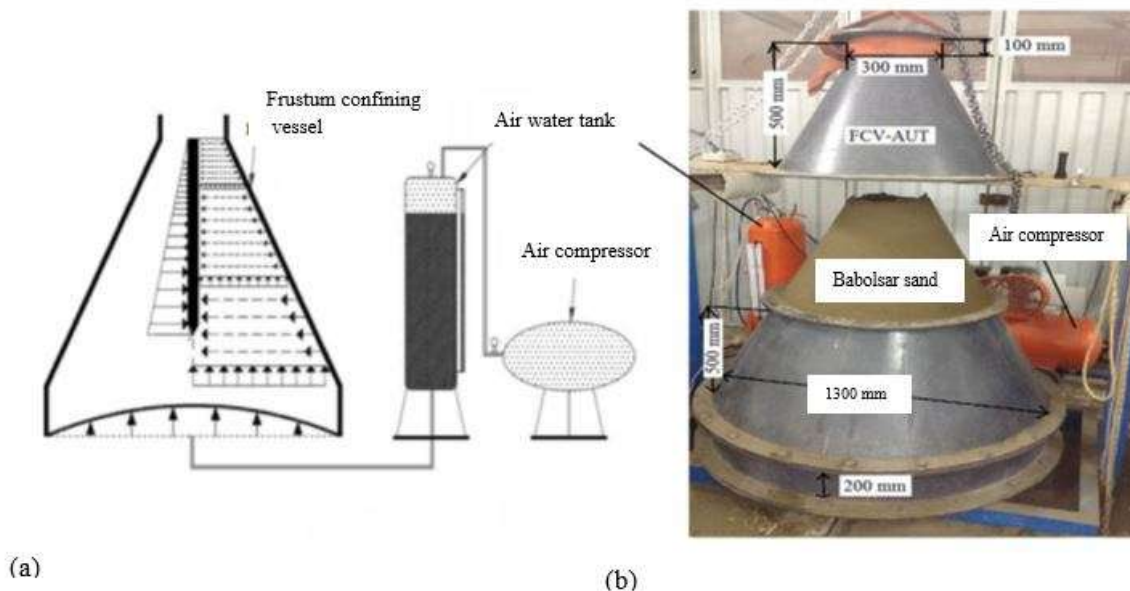 Frustum confining
vessel
Air water tank
Air compressor
(a)
100 mm
300 mm
500 mm
FCV-AUT
Air compressor
Babolsar sand
500 mm
1300 mm
200 mm
(b)